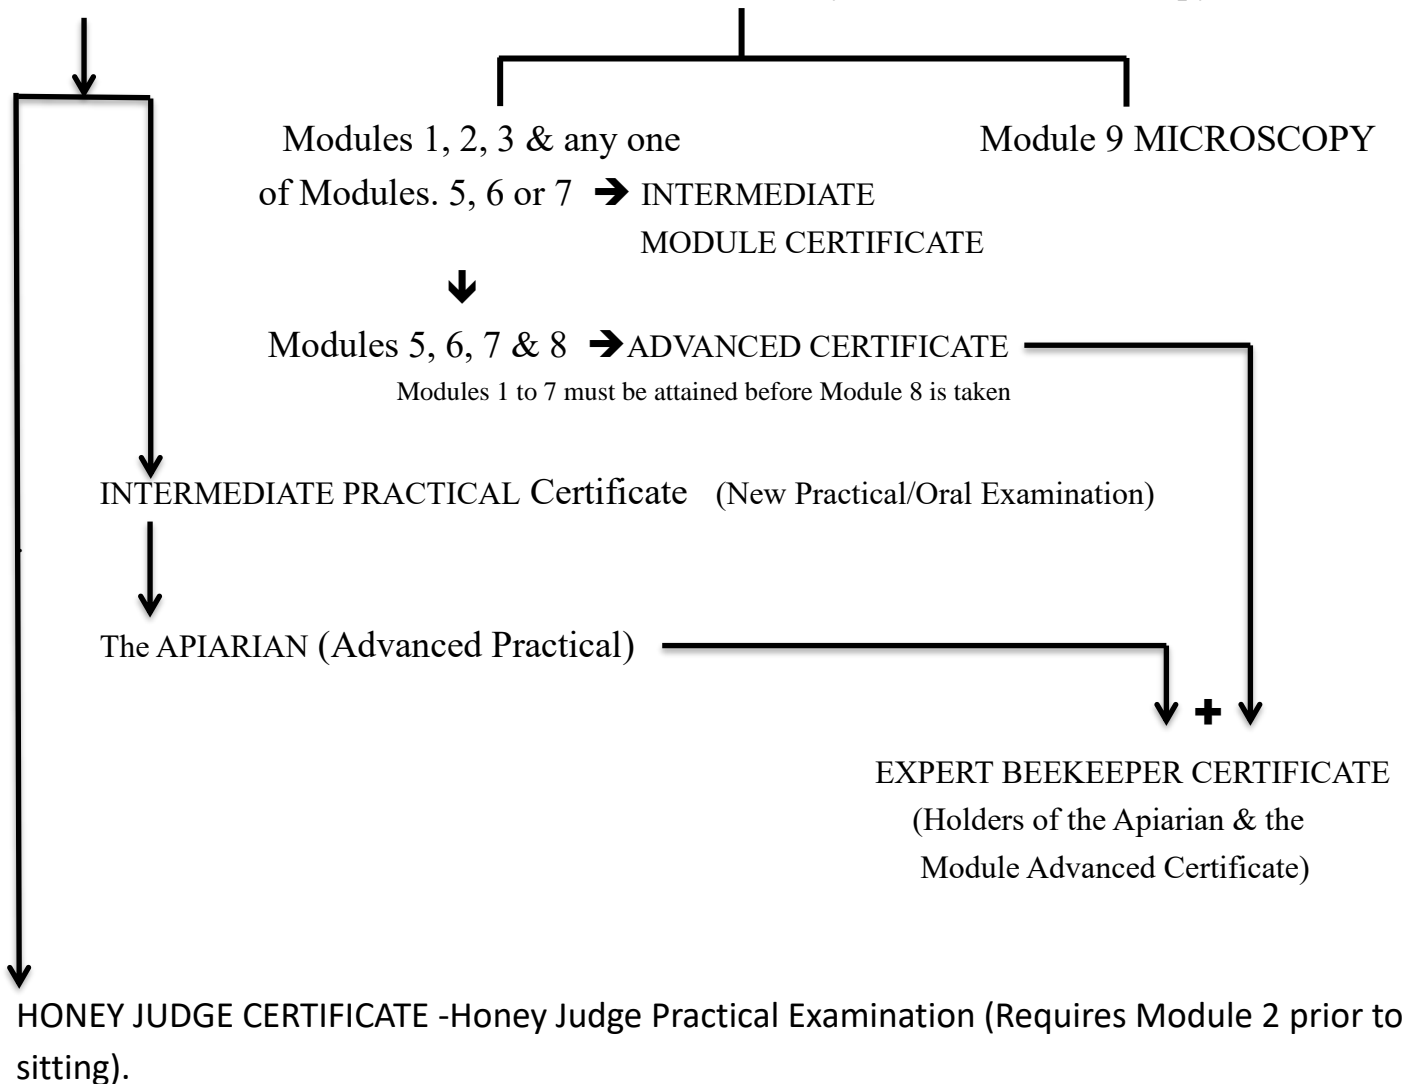 Modules 1, 2, 3 & any one
of Modules. 5, 6 or 7 ➔ INTERMEDIATE
MODULE CERTIFICATE
Module 9 MICROSCOPY
Modules 5, 6, 7 & 8 ➔ ADVANCED CERTIFICATE
Modules 1 to 7 must be attained before Module 8 is taken
INTERMEDIATE PRACTICAL Certificate (New Practical/Oral Examination)
The APIARIAN (Advanced Practical)
+
EXPERT BEEKEEPER CERTIFICATE
(Holders of the Apiarian & the
Module Advanced Certificate)
HONEY JUDGE CERTIFICATE -Honey Judge Practical Examination (Requires Module 2 prior to
sitting).